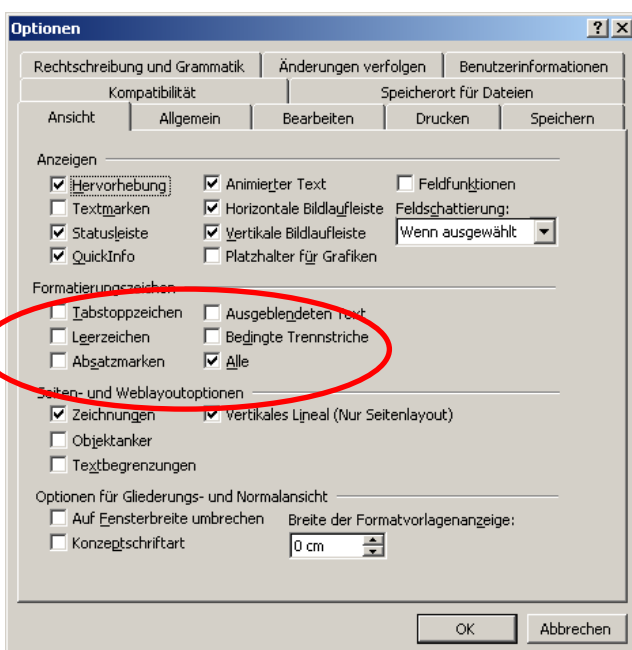 Optionen
Rechtschreibung und Grammatik Änderungen verfolgen Benutzerinformationen
Kompatibilität Speicherort für Dateien
Ansicht Allgemein Bearbeiten Drucken Speichern
Anzeigen
Hervorhebung Animierter Text Feldfunktionen
Textmarken Horizontale Bildlaufleiste Feldschattierung:
Statusleiste Vertikale Bildlaufleiste Wenn ausgewählt
QuickInfo Platzhalter für Grafiken
Formatierungszeichen
Tabstoppzeichen Ausgeblendeten Text
Leerzeichen Bedingte Trennstriche
Absatzmarken Alle
Seiten- und Weblayoutoptionen
Zeichnungen Vertikales Lineal (Nur Seitenlayout)
Objektanker
Textbegrenzungen
Optionen für Gliederungs- und Normalansicht
Auf Fensterbreite umbrechen Breite der Formatvorlagenanzeige:
Konzeptschriftart 0 cm
OK Abbrechen